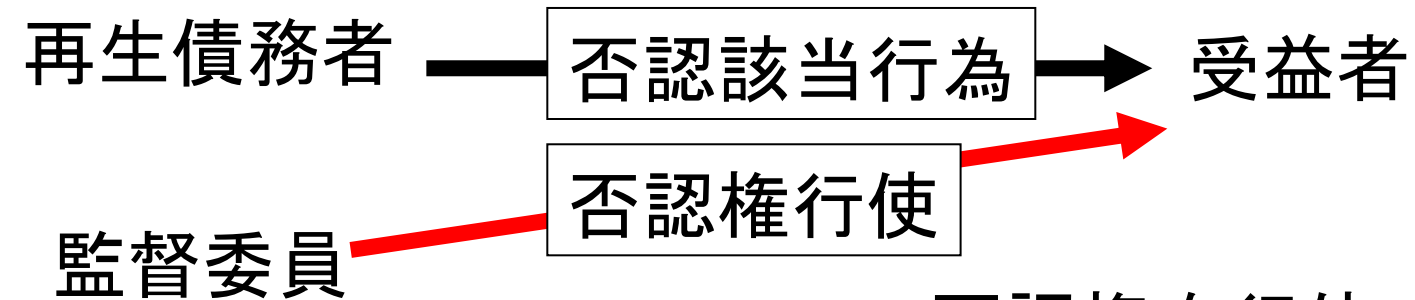 再生債務者
否認該当行為
受益者
否認権行使
監督委員